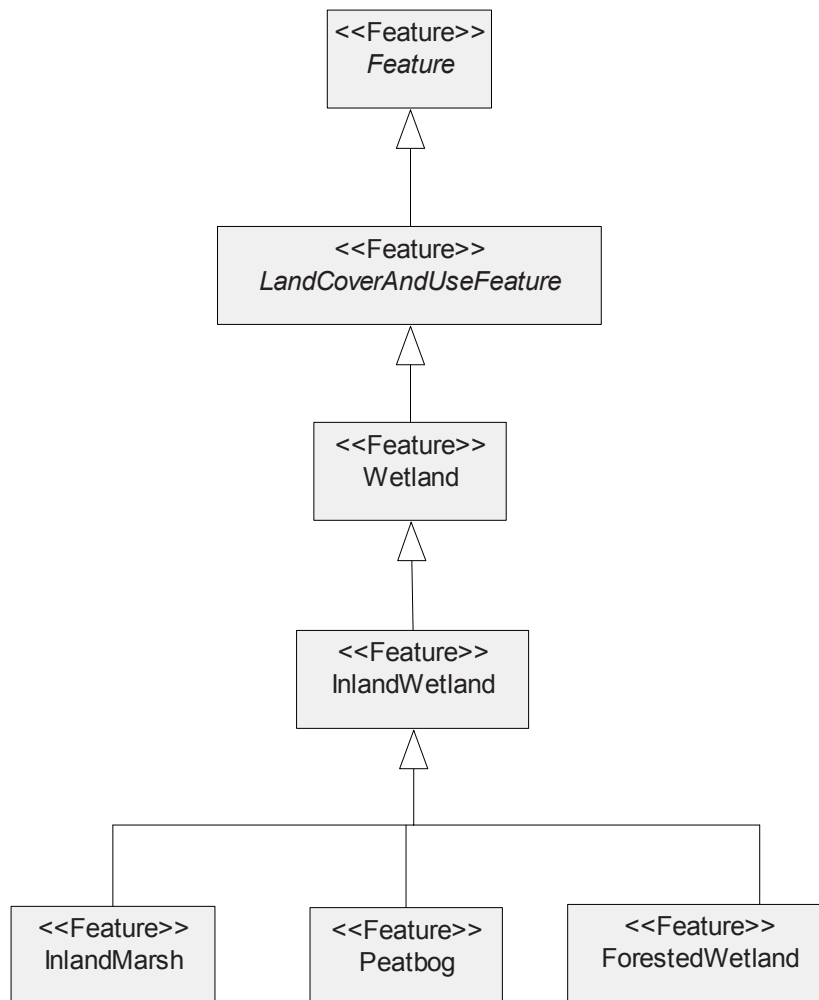 <<Feature>>
Feature
<<Feature>>
LandCoverAndUseFeature
<<Feature>>
Wetland
<<Feature>>
InlandWetland
<<Feature>>
InlandMarsh
<<Feature>>
Peatbog
<<Feature>>
ForestedWetland